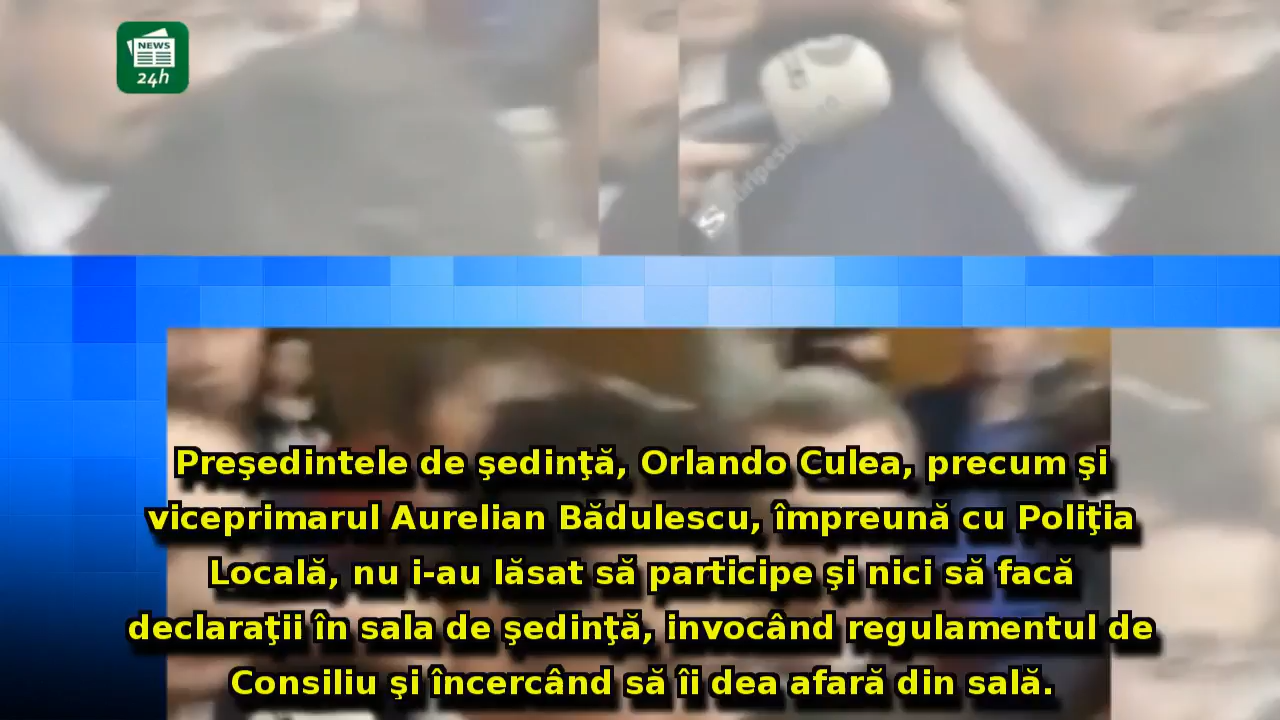 NEWS
24h
Preşedintele de şedinţă, Orlando Culea, precum şi
viceprimarul Aurelian Bădulescu, împreună cu Poliţia
Locală, nu i-au lăsat să participe şi nici să facă
declaraţii în sala de şedinţă, invocând regulamentul de
Consiliu şi încercând să îi dea afară din sală.